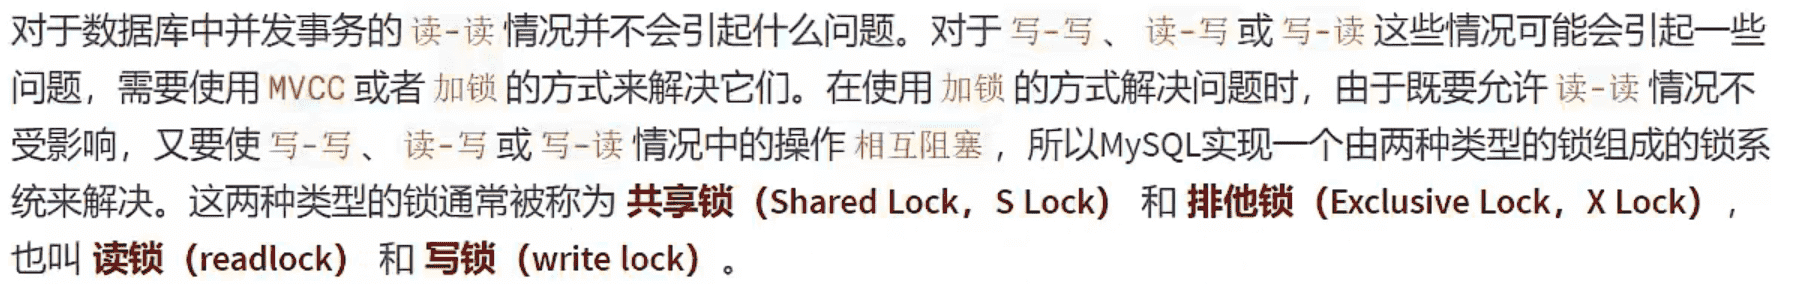 对于数据库中并发事务的 读-读 情况并不会引起什么问题。对于 写-写 、 读-写 或 写-读 这些情况可能会引起一些
问题，需要使用 MVCC 或者 加锁 的方式来解决它们。在使用 加锁 的方式解决问题时，由于既要允许 读-读 情况不
受影响，又要使 写-写 、 读-写 或 写-读 情况中的操作 相互阻塞 ，所以MySQL实现一个由两种类型的锁组成的锁系
统来解决。这两种类型的锁通常被称为 共享锁（Shared Lock，S Lock） 和 排他锁（Exclusive Lock，X Lock） ，
也叫 读锁（readlock） 和 写锁（write lock） 。